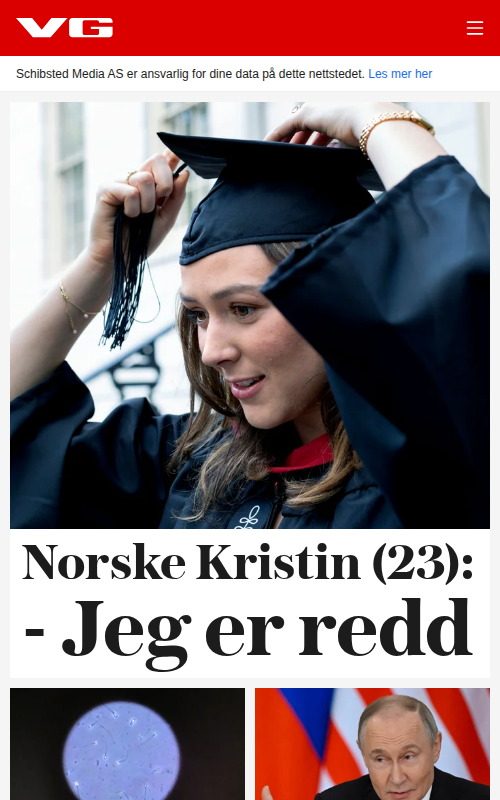 VG
Schibsted Media AS er ansvarlig for dine data på dette nettstedet. Les mer her
Norske Kristin (23):
- Jeg er redd